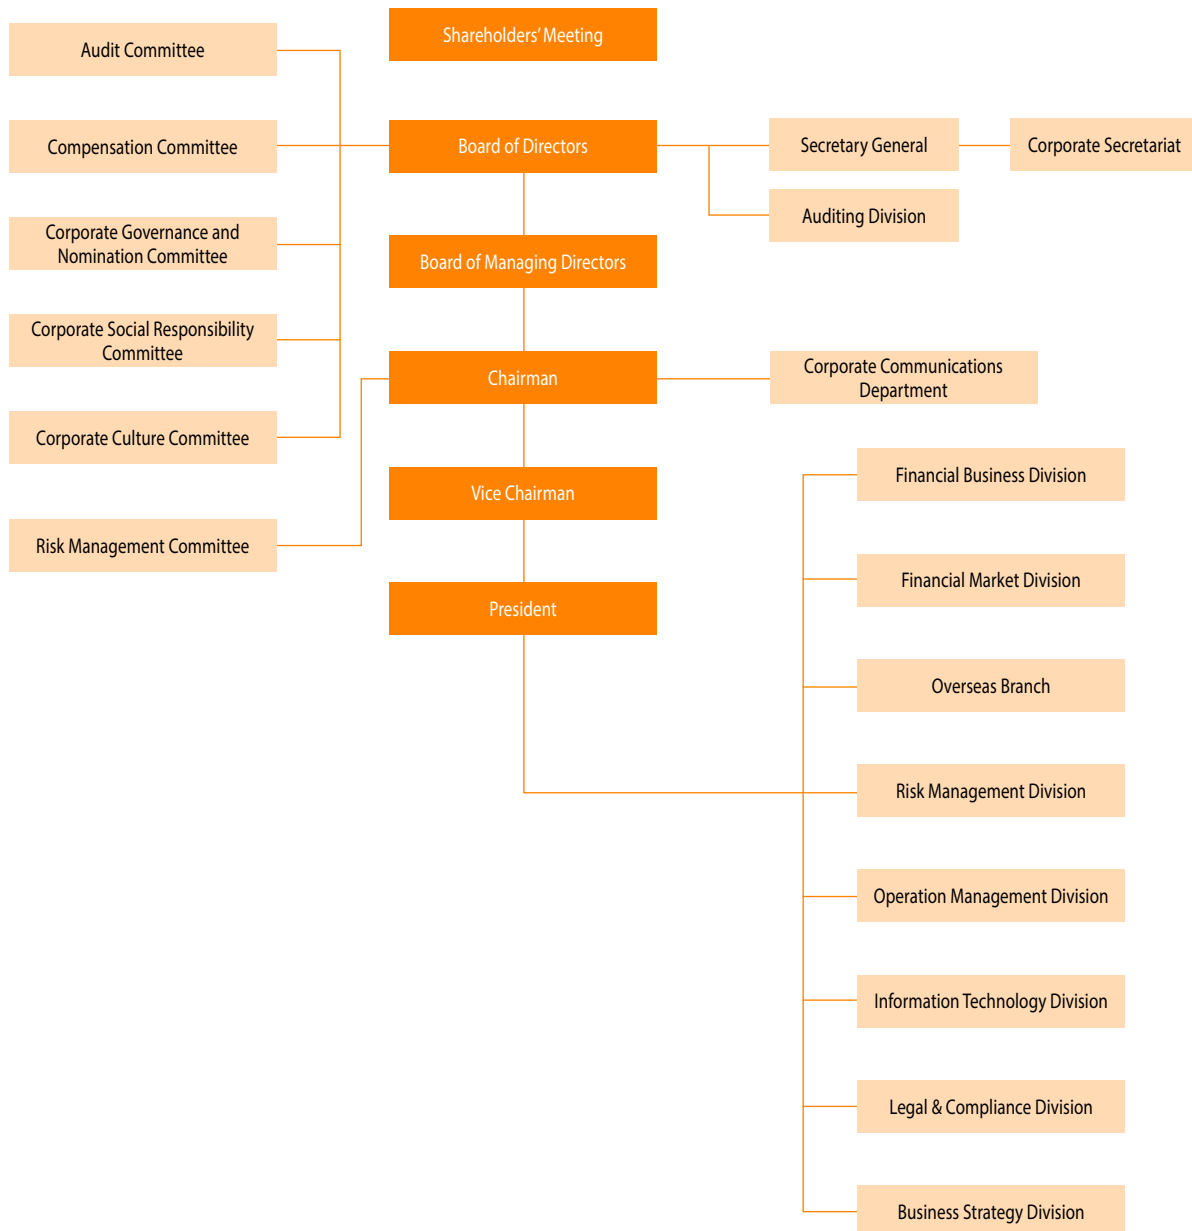 Shareholders' Meeting
Audit Committee
Compensation Committee
Board of Directors
Secretary General
Corporate Secretariat
Auditing Division
Corporate Governance and
Nomination Committee
Board of Managing Directors
Corporate Social Responsibility
Committee
Chairman
Corporate Communications
Department
Corporate Culture Committee
Vice Chairman
Risk Management Committee
President
Financial Business Division
Financial Market Division
Overseas Branch
Risk Management Division
Operation Management Division
Information Technology Division
Legal & Compliance Division
Business Strategy Division